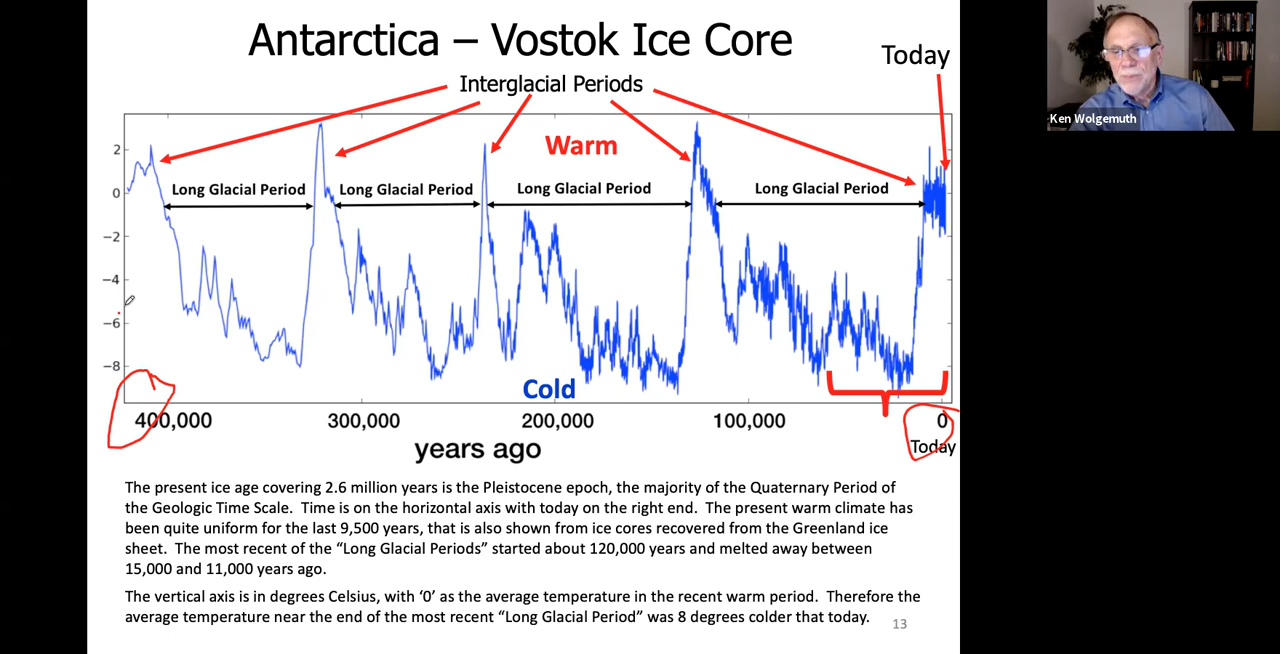 Antarctica – Vostok Ice Core
Today
Interglacial Periods
Ken Wolgemuth
Warm
2
0
−2
−4
−6
−8
Long Glacial Period
Long Glacial Period
Long Glacial Period
Long Glacial Period
Cold
400,000
300,000
200,000
100,000
0
Today
years ago
The present ice age covering 2.6 million years is the Pleistocene epoch, the majority of the Quaternary Period of
the Geologic Time Scale. Time is on the horizontal axis with today on the right end. The present warm climate has
been quite uniform for the last 9,500 years, that is also shown from ice cores recovered from the Greenland ice
sheet. The most recent of the “Long Glacial Periods” started about 120,000 years and melted away between
15,000 and 11,000 years ago.
The vertical axis is in degrees Celsius, with ‘0’ as the average temperature in the recent warm period. Therefore the
average temperature near the end of the most recent “Long Glacial Period” was 8 degrees colder that today.
13